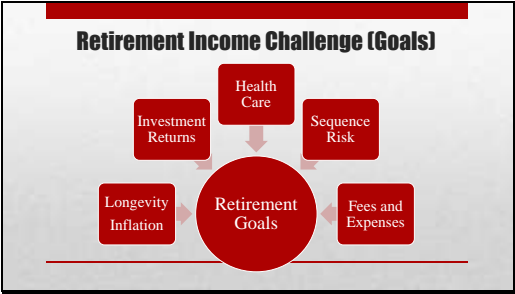 Retirement Income Challenge (Goals)
Health
Care
Investment
Returns
Sequence
Risk
Longevity
Inflation
Retirement
Goals
Fees and
Expenses